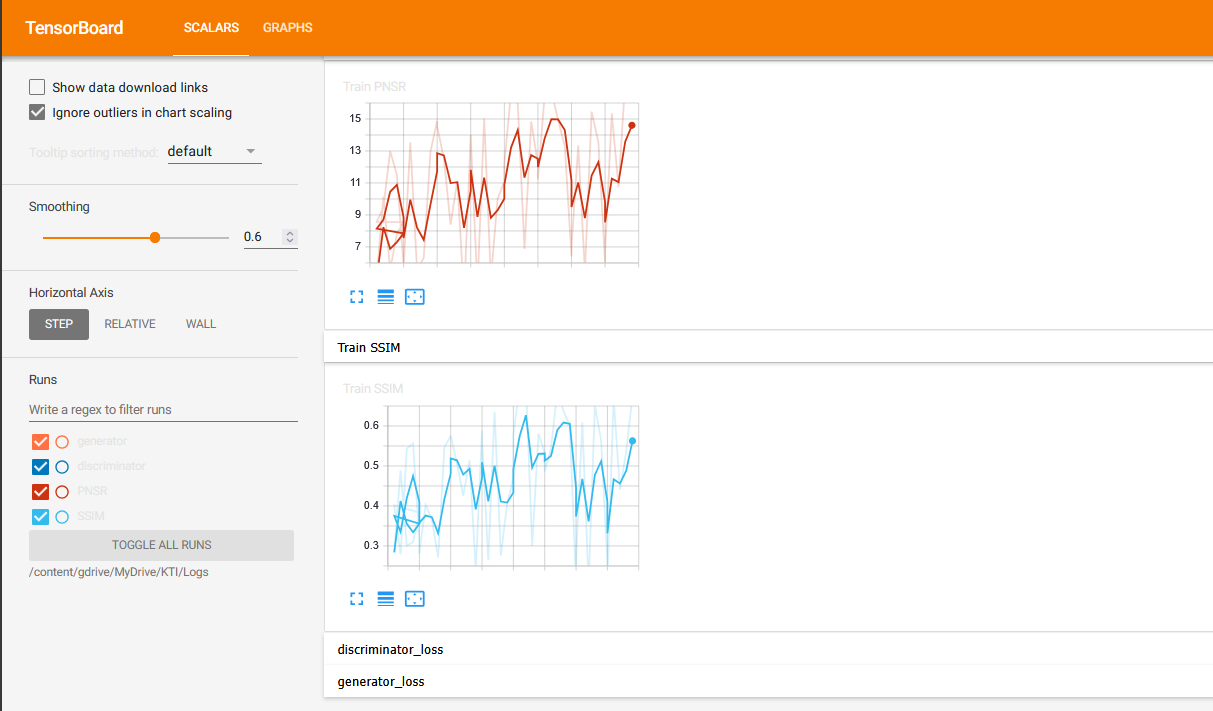 TensorBoard SCALARS GRAPHS
Show data download links
Ignore outliers in chart scaling
Tooltip sorting method: default
Smoothing
0.6
Horizontal Axis
STEP RELATIVE WALL
Runs
Write a regex to filter runs
generator
discriminator
PNSR
SSIM
TOGGLE ALL RUNS
/content/gdrive/MyDrive/KTI/Logs
Train PNSR
15
13
11
9
7
Train SSIM
Train SSIM
0.6
0.5
0.4
0.3
discriminator_loss
generator_loss